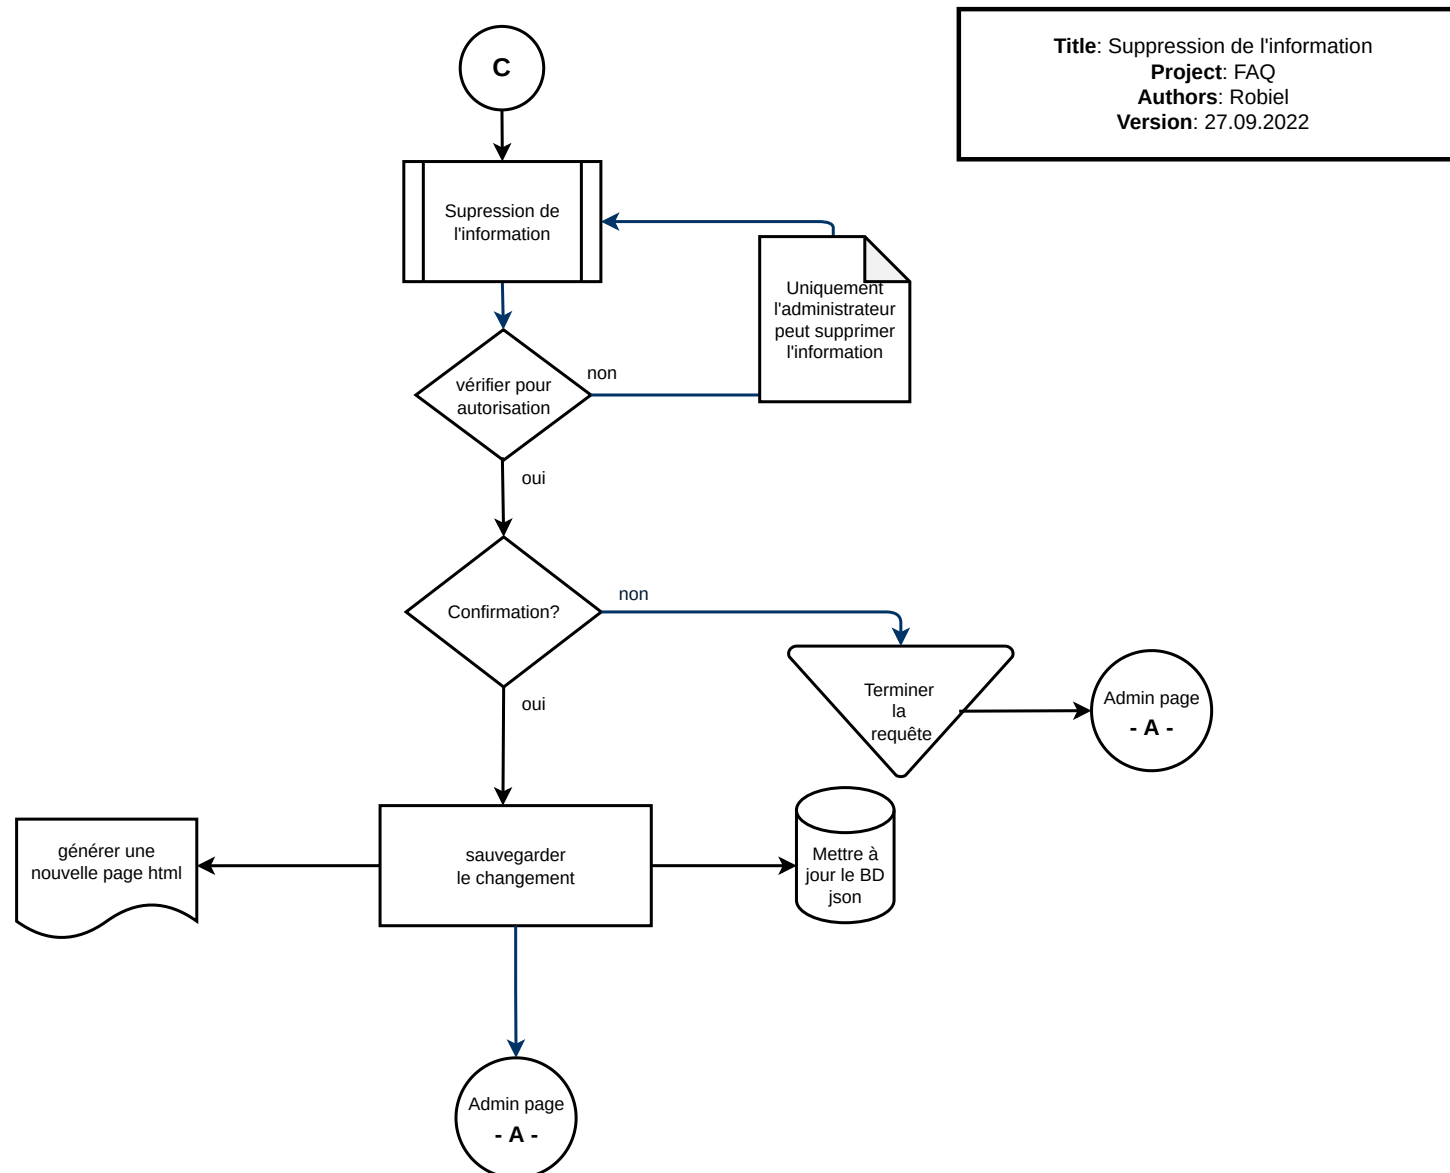 C
Title: Suppression de l'information
Project: FAQ
Authors: Robiel
Version: 27.09.2022
Supression de
l'information
Uniquement
l'administrateur
peut supprimer
l'information
vérifier pour
autorisation
non
oui
Confirmation?
non
oui
Terminer
la
requête
Admin page
- A -
générer une
nouvelle page html
sauvegarder
le changement
Mettre à
jour le BD
json
Admin page
- A -